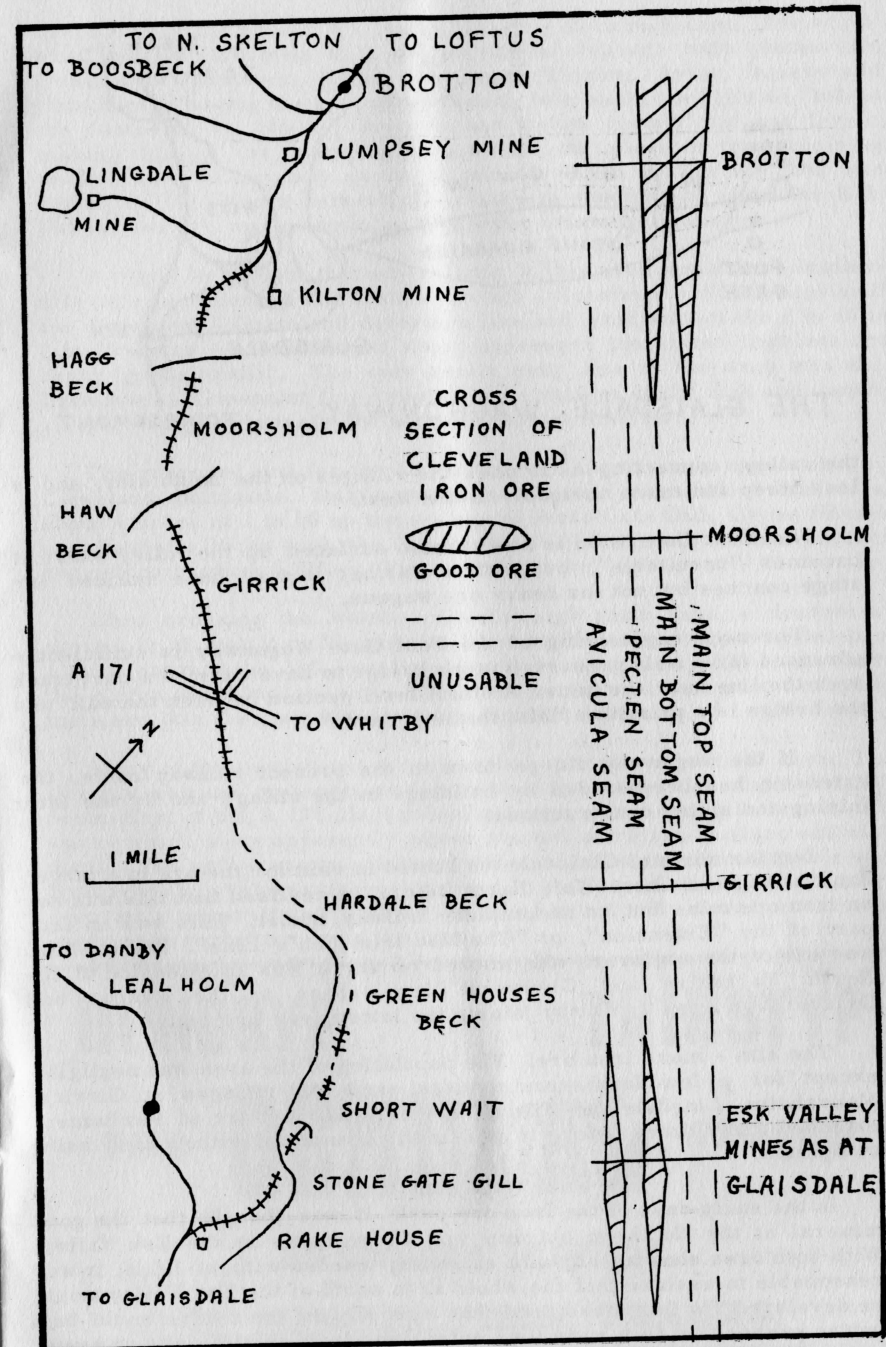 TO N. SKELTON
TO LOFTUS
TO BOOSBECK
BROTTON
LUMPSEY MINE
LINGDALE
MINE
KILTON MINE
HAGG
BECK
MOORSHOLM
HAW
BECK
GIRRICK
A 171
TO WHITBY
N
1 MILE
HARDALE BECK
TO DANBY
LEALHOLM
GREEN HOUSES
BECK
SHORT WAIT
STONE GATE GILL
RAKE HOUSE
TO GLAISDALE
CROSS
SECTION OF
CLEVELAND
IRON ORE
GOOD ORE
UNUSABLE
BROTTON
MOORSHOLM
AVICULA SEAM
PECTEN SEAM
MAIN BOTTOM SEAM
MAIN TOP SEAM
GIRRICK
ESK VALLEY
MINES AS AT
GLAISDALE